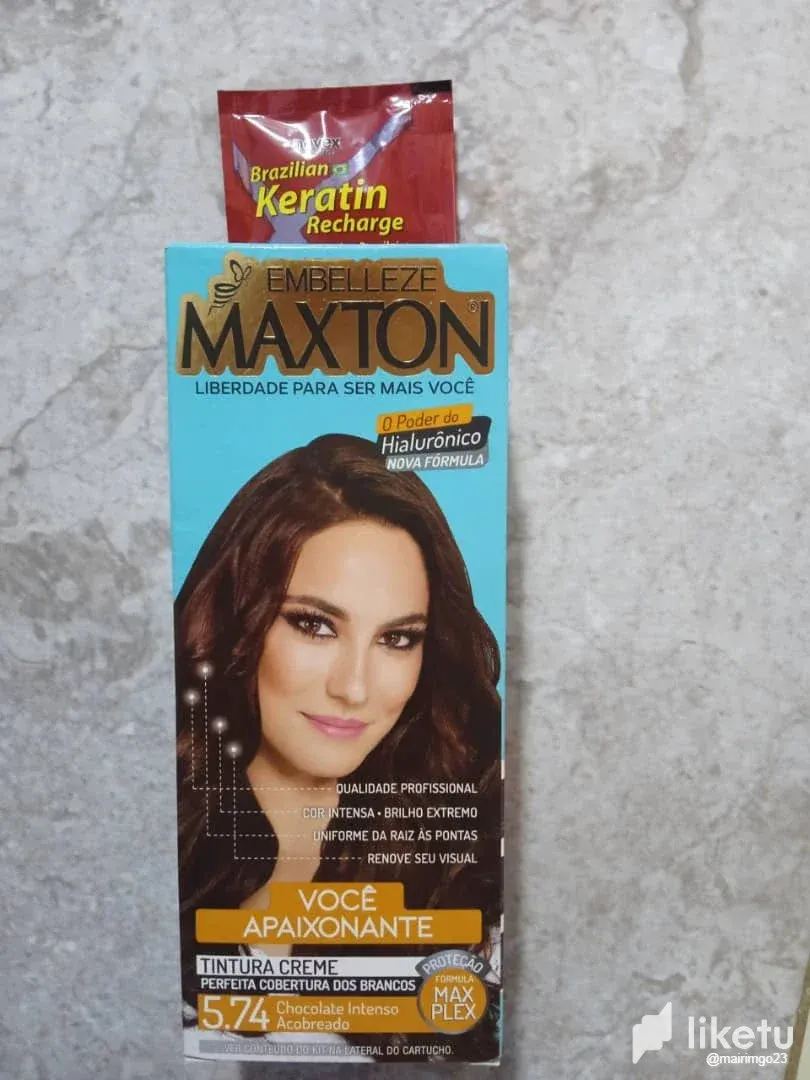 Brazilian
Keratin
Recharge
EMBELLEZE
MAXTON®
LIBERDADE PARA SER MAIS VOCÊ
O Poder do
Hialurônico
NOVA FÓRMULA
QUALIDADE PROFISSIONAL
COR INTENSA • BRILHO EXTREMO
UNIFORME DA RAIZ ÀS PONTAS
RENOVE SEU VISUAL
VOCÊ
APAIXONANTE
TINTURA CREME
PERFEITA COBERTURA DOS BRANCOS
5.74 Chocolate Intenso
Acobreado
PROTEÇÃO
FÓRMULA
MAX
PLEX
VER CONTEÚDO DO KIT NA LATERAL DO CARTUCHO.
liketu
@mairimgo23